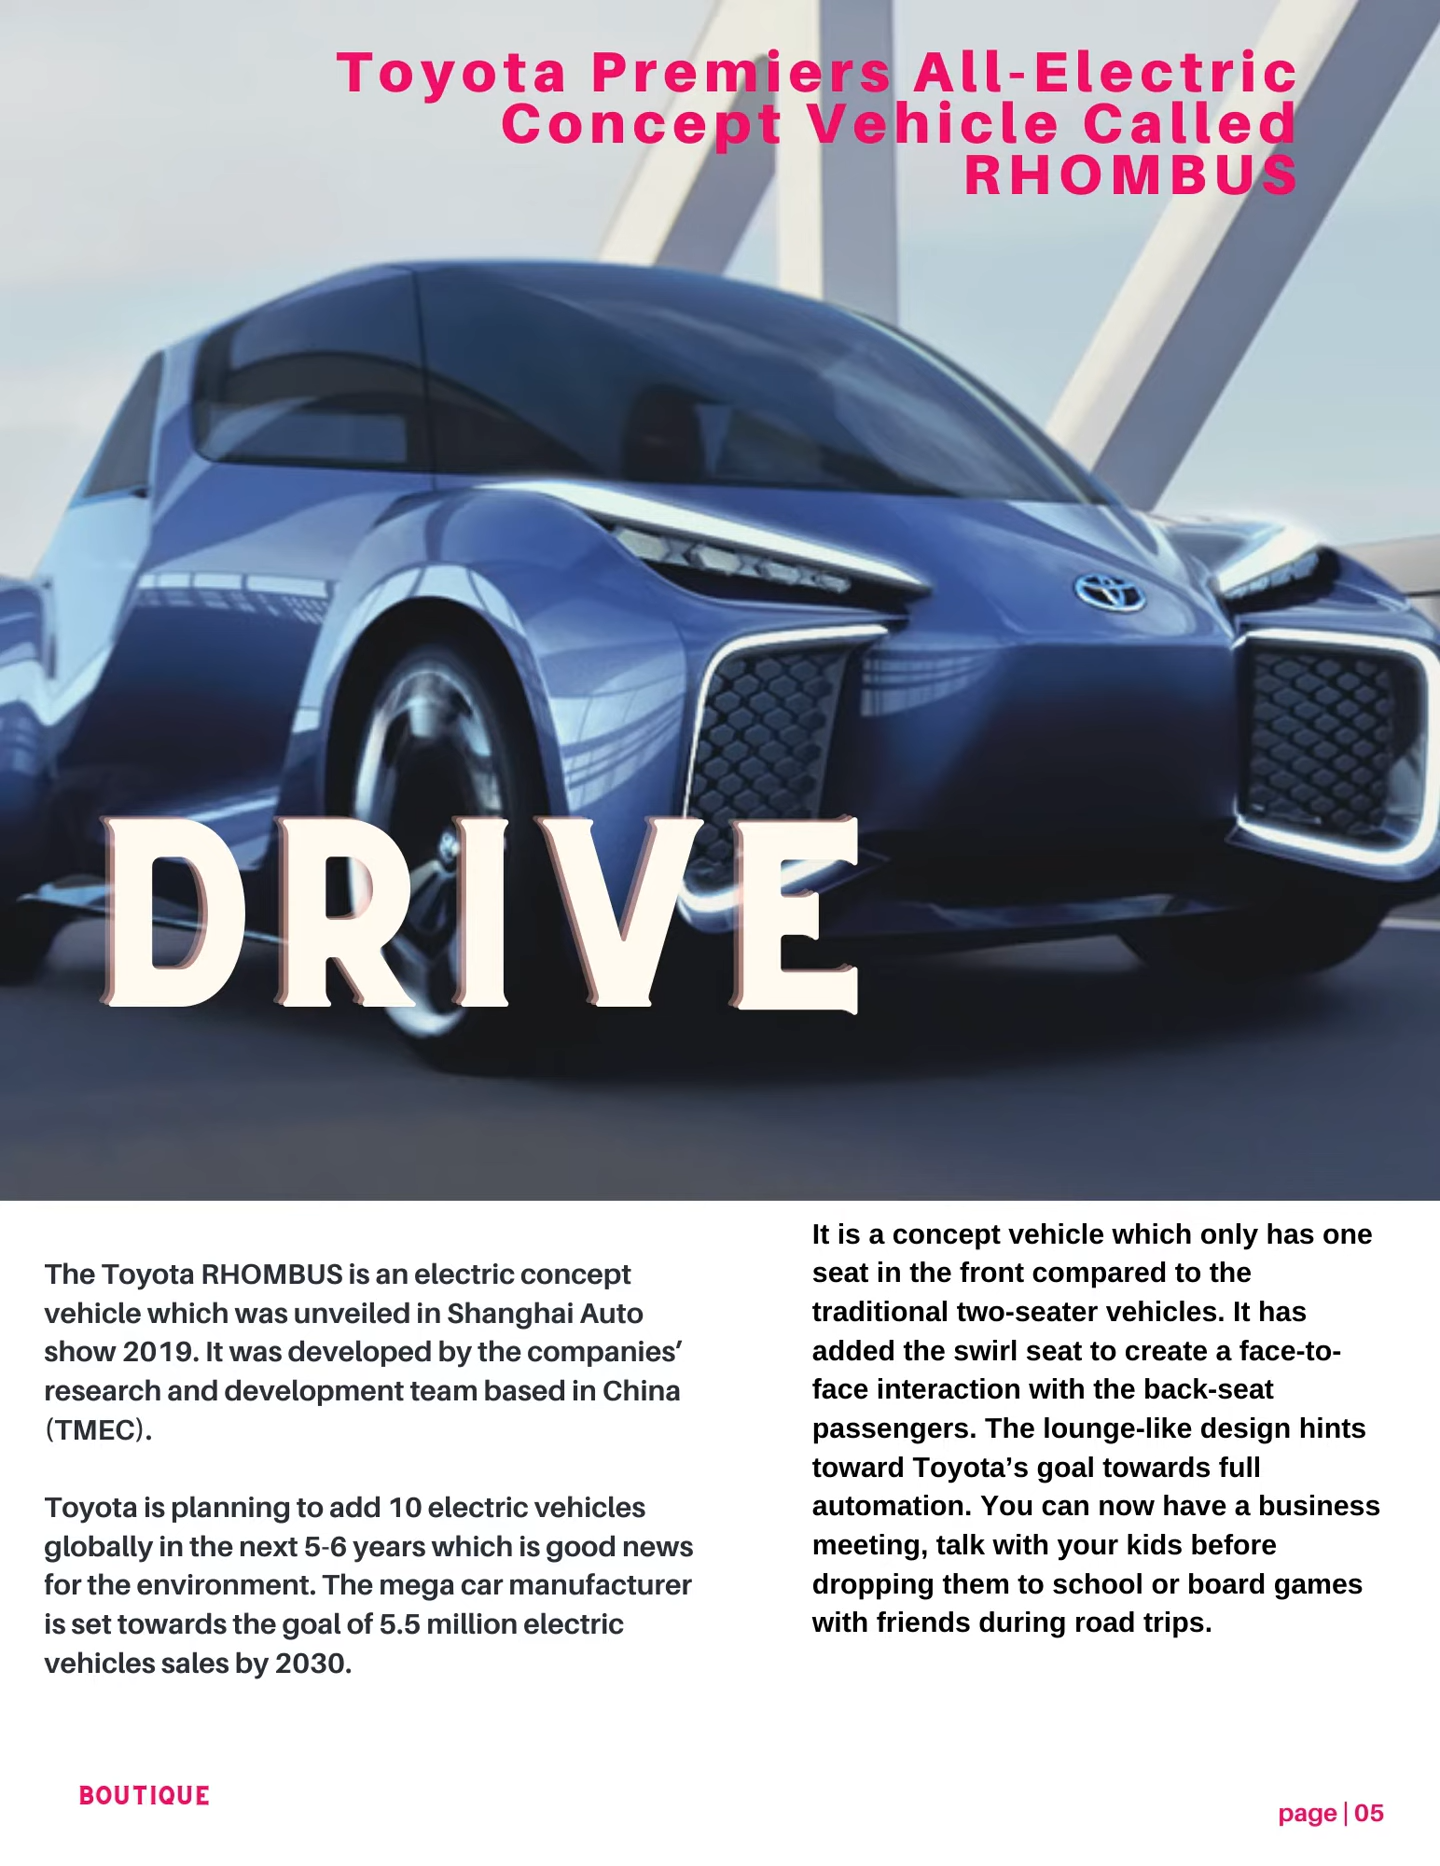 Toyota Premiers All-Electric
Concept Vehicle Called
RHOMBUS
DRIVE
The Toyota RHOMBUS is an electric concept
vehicle which was unveiled in Shanghai Auto
show 2019. It was developed by the companies’
research and development team based in China
(TMEC).
Toyota is planning to add 10 electric vehicles
globally in the next 5-6 years which is good news
for the environment. The mega car manufacturer
is set towards the goal of 5.5 million electric
vehicles sales by 2030.
It is a concept vehicle which only has one
seat in the front compared to the
traditional two-seater vehicles. It has
added the swirl seat to create a face-to-
face interaction with the back-seat
passengers. The lounge-like design hints
toward Toyota’s goal towards full
automation. You can now have a business
meeting, talk with your kids before
dropping them to school or board games
with friends during road trips.
BOUTIQUE
page | 05